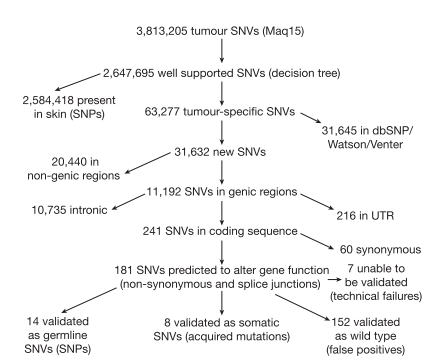 3,813,205 tumour SNVs (Maq15)
2,647,695 well supported SNVs (decision tree)
2,584,418 present
in skin (SNPs)
63,277 tumour-specific SNVs
31,645 in dbSNP/
Watson/Venter
31,632 new SNVs
20,440 in
non-genic regions
11,192 SNVs in genic regions
10,735 intronic
216 in UTR
241 SNVs in coding sequence
60 synonymous
181 SNVs predicted to alter gene function
(non-synonymous and splice junctions)
7 unable to
be validated
(technical failures)
14 validated
as germline
SNVs (SNPs)
8 validated as somatic
SNVs (acquired mutations)
152 validated
as wild type
(false positives)